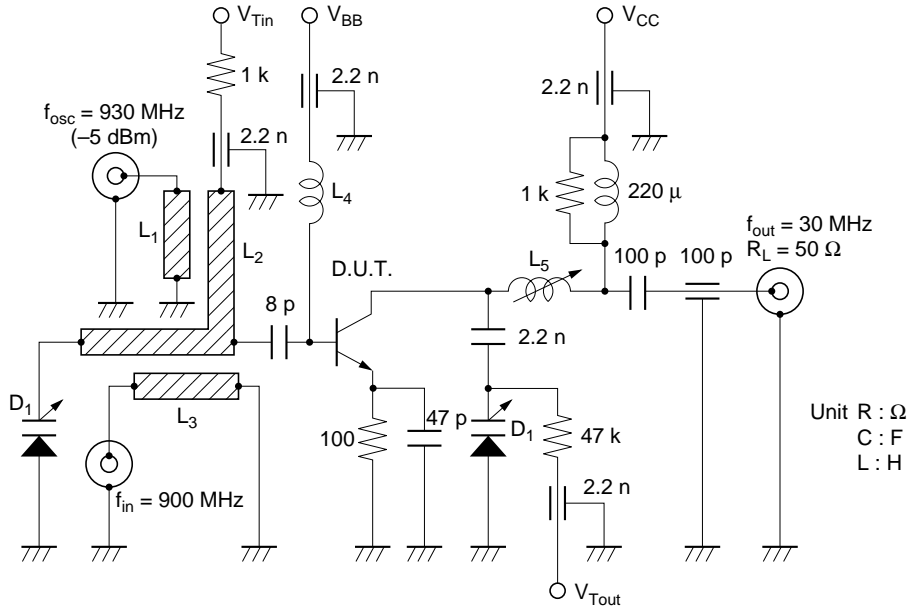 V_Tin
V_BB
V_CC
1 k
2.2 n
2.2 n
f_osc = 930 MHz
(–5 dBm)
2.2 n
L_4
1 k
220 μ
L_1
L_2
f_out = 30 MHz
R_L = 50 Ω
D.U.T.
L_5
100 p
100 p
8 p
2.2 n
D_1
L_3
100
47 p
D_1
47 k
Unit R : Ω
C : F
L : H
f_in = 900 MHz
2.2 n
V_Tout